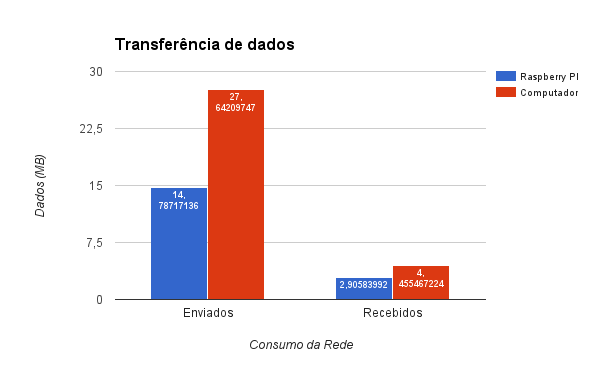 Transferência de dados
30
22,5
15
7,5
0
Dados (MB)
Raspberry PI
Computador
27,
64209747
14,
78717136
2,90583992
4,
455467224
Enviados
Recebidos
Consumo da Rede